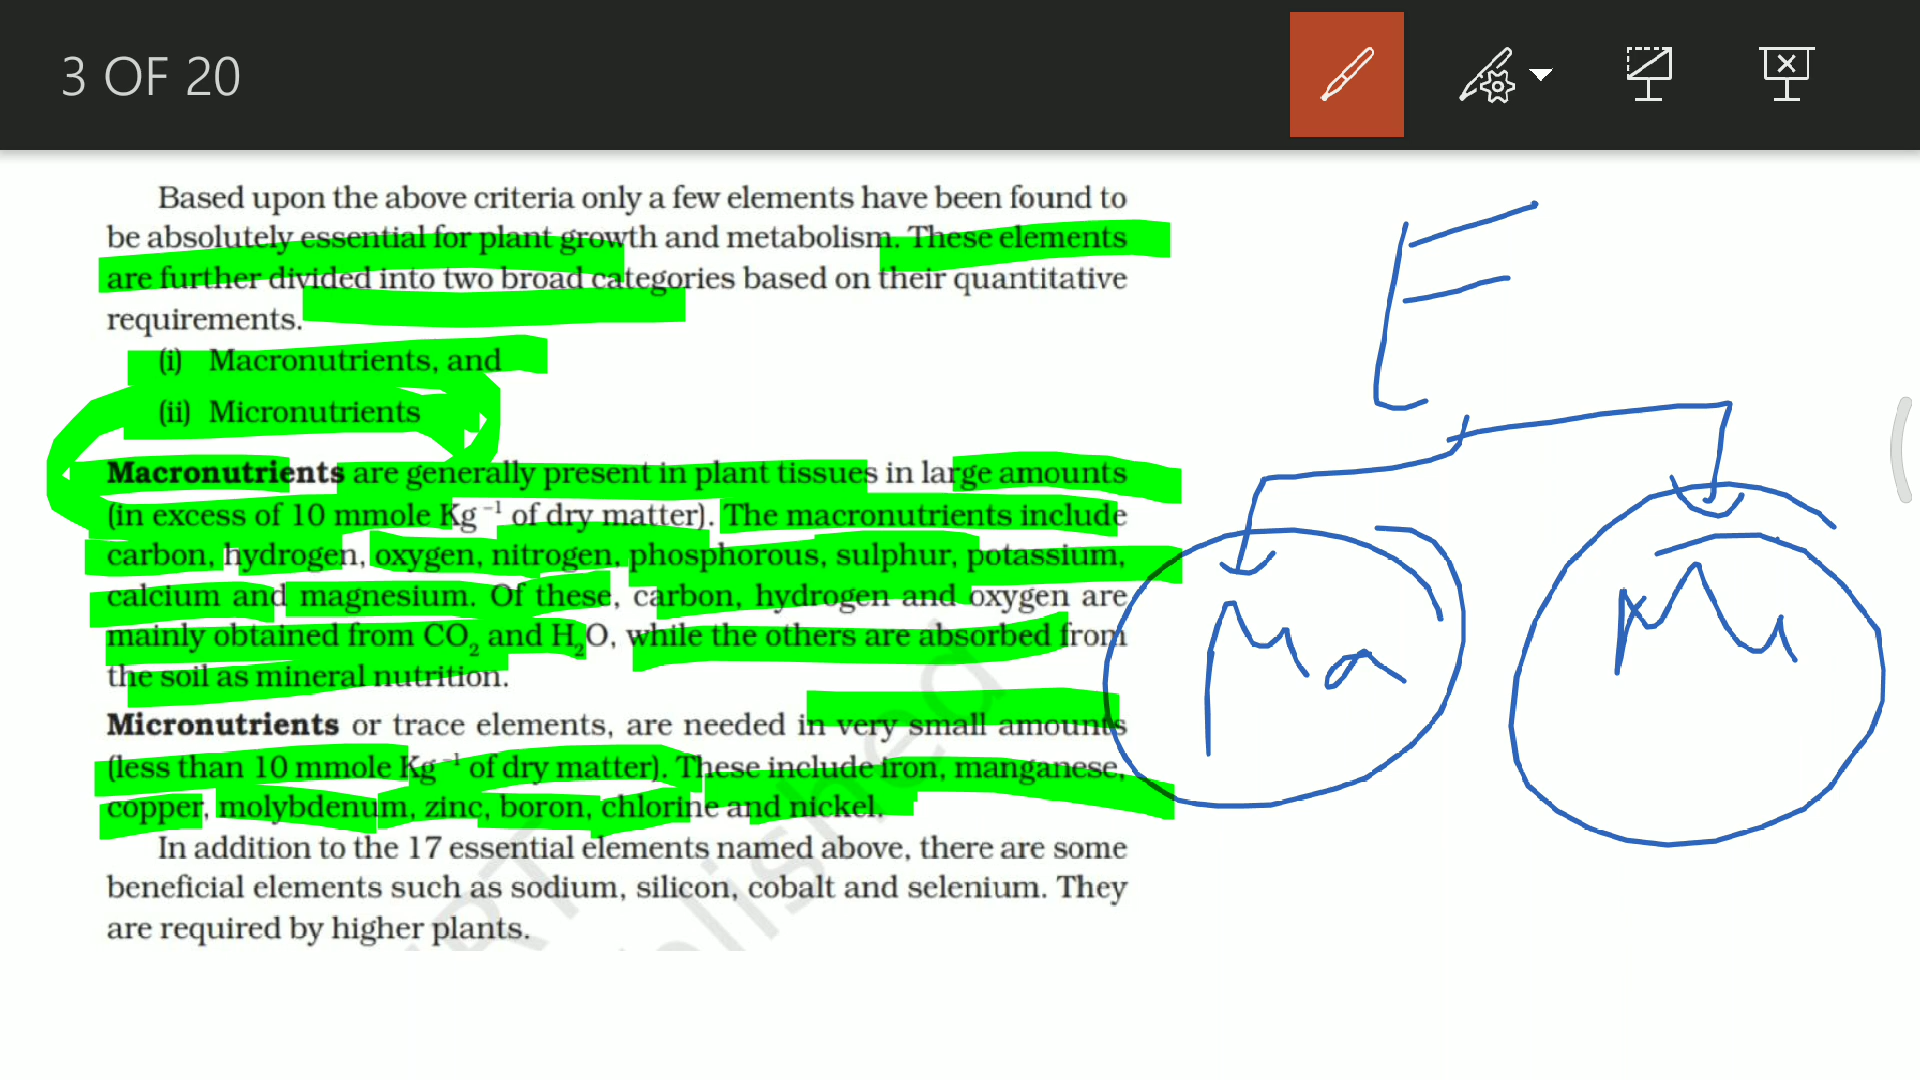 3 OF 20
Based upon the above criteria only a few elements have been found to
be absolutely essential for plant growth and metabolism. These elements
are further divided into two broad categories based on their quantitative
requirements.
(i) Macronutrients, and
(ii) Micronutrients
Macronutrients are generally present in plant tissues in large amounts
(in excess of 10 mmole Kg⁻¹ of dry matter). The macronutrients include
carbon, hydrogen, oxygen, nitrogen, phosphorous, sulphur, potassium,
calcium and magnesium. Of these, carbon, hydrogen and oxygen are
mainly obtained from CO₂ and H₂O, while the others are absorbed from
the soil as mineral nutrition.
Micronutrients or trace elements, are needed in very small amounts
(less than 10 mmole Kg⁻¹ of dry matter). These include iron, manganese,
copper, molybdenum, zinc, boron, chlorine and nickel.
In addition to the 17 essential elements named above, there are some
beneficial elements such as sodium, silicon, cobalt and selenium. They
are required by higher plants.
E
Ma